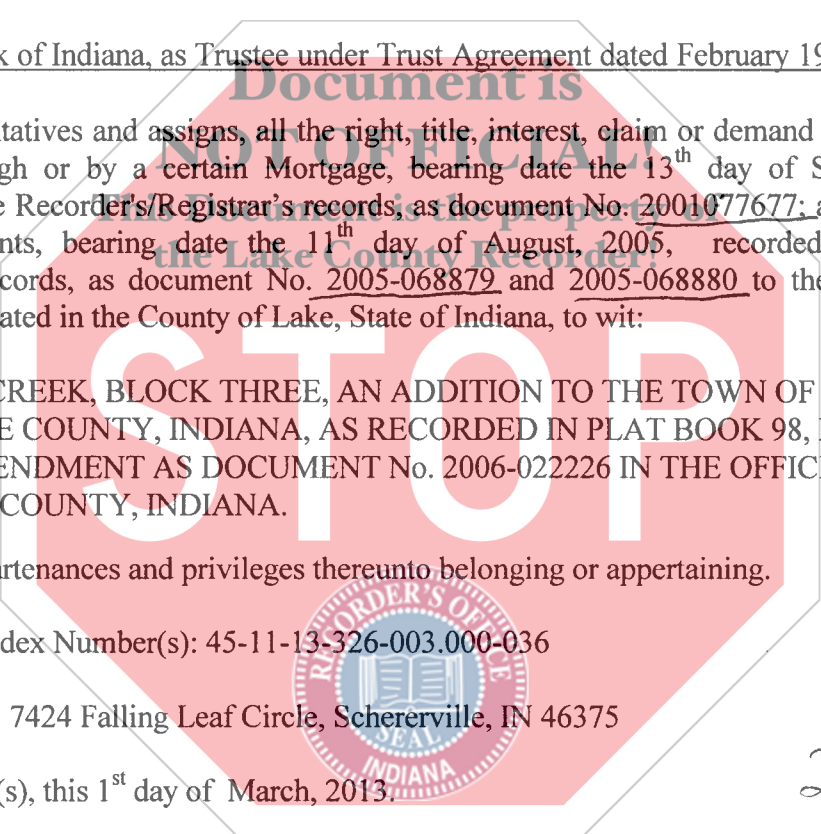 k of Indiana, as Trustee under Trust Agreement dated February 19
Document is
tatives and assigns, all the right, title, interest, claim or demand
NOT OFFICIAL!
gh or by a certain Mortgage, bearing date the 13th day of S
This Document is the property of
e Recorder's/Registrar's records, as document No. 2001077677; a
nts, bearing date the 11th day of August, 2005, recorded
the Lake County Recorder!
cords, as document No. 2005-068879 and 2005-068880 to the
ated in the County of Lake, State of Indiana, to wit:
STOP
CREEK, BLOCK THREE, AN ADDITION TO THE TOWN OF
E COUNTY, INDIANA, AS RECORDED IN PLAT BOOK 98,
ENDMENT AS DOCUMENT No. 2006-022226 IN THE OFFIC
COUNTY, INDIANA.
artenances and privileges thereunto belonging or appertaining.
RECORDER'S OFFICE
dex Number(s): 45-11-13-326-003.000-036
7424 Falling Leaf Circle, Schererville, IN 46375
SEAL
INDIANA
(s), this 1st day of March, 2013.